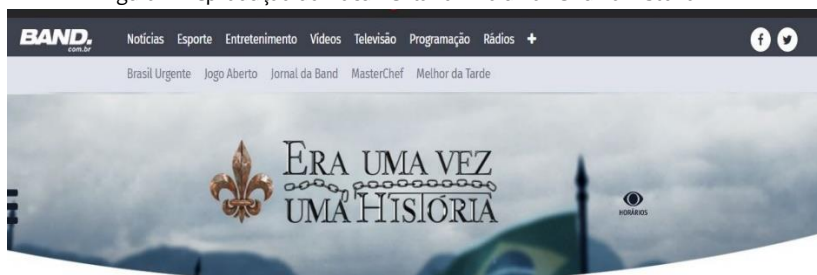 BAND.
com.br
Notícias Esporte Entretenimento Vídeos Televisão Programação Rádios +
Brasil Urgente Jogo Aberto Jornal da Band MasterChef Melhor da Tarde
ERA UMA VEZ
UMA HISTÓRIA
HORÁRIOS